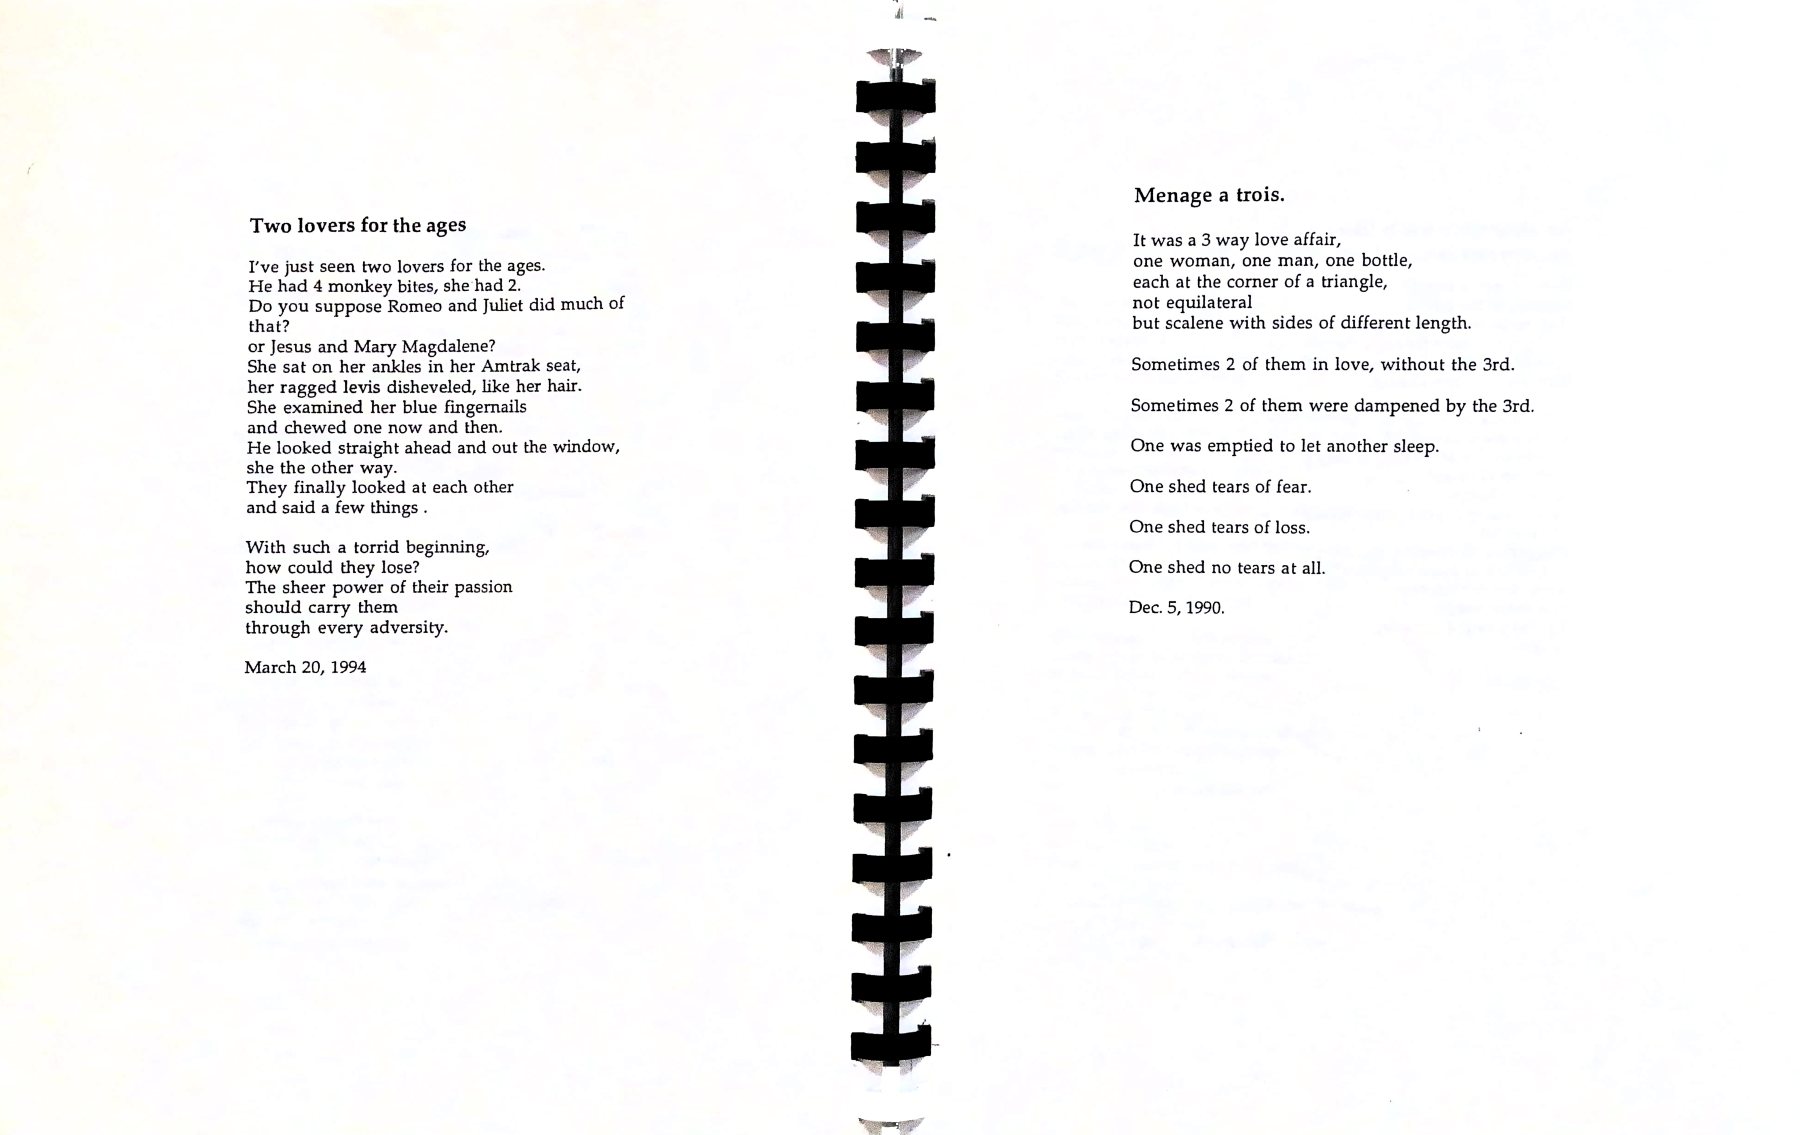 Two lovers for the ages
I've just seen two lovers for the ages.
He had 4 monkey bites, she had 2.
Do you suppose Romeo and Juliet did much of
that?
or Jesus and Mary Magdalene?
She sat on her ankles in her Amtrak seat,
her ragged levis disheveled, like her hair.
She examined her blue fingernails
and chewed one now and then.
He looked straight ahead and out the window,
she the other way.
They finally looked at each other
and said a few things .
With such a torrid beginning,
how could they lose?
The sheer power of their passion
should carry them
through every adversity.
March 20, 1994
Menage a trois.
It was a 3 way love affair,
one woman, one man, one bottle,
each at the corner of a triangle,
not equilateral
but scalene with sides of different length.
Sometimes 2 of them in love, without the 3rd.
Sometimes 2 of them were dampened by the 3rd.
One was emptied to let another sleep.
One shed tears of fear.
One shed tears of loss.
One shed no tears at all.
Dec. 5, 1990.